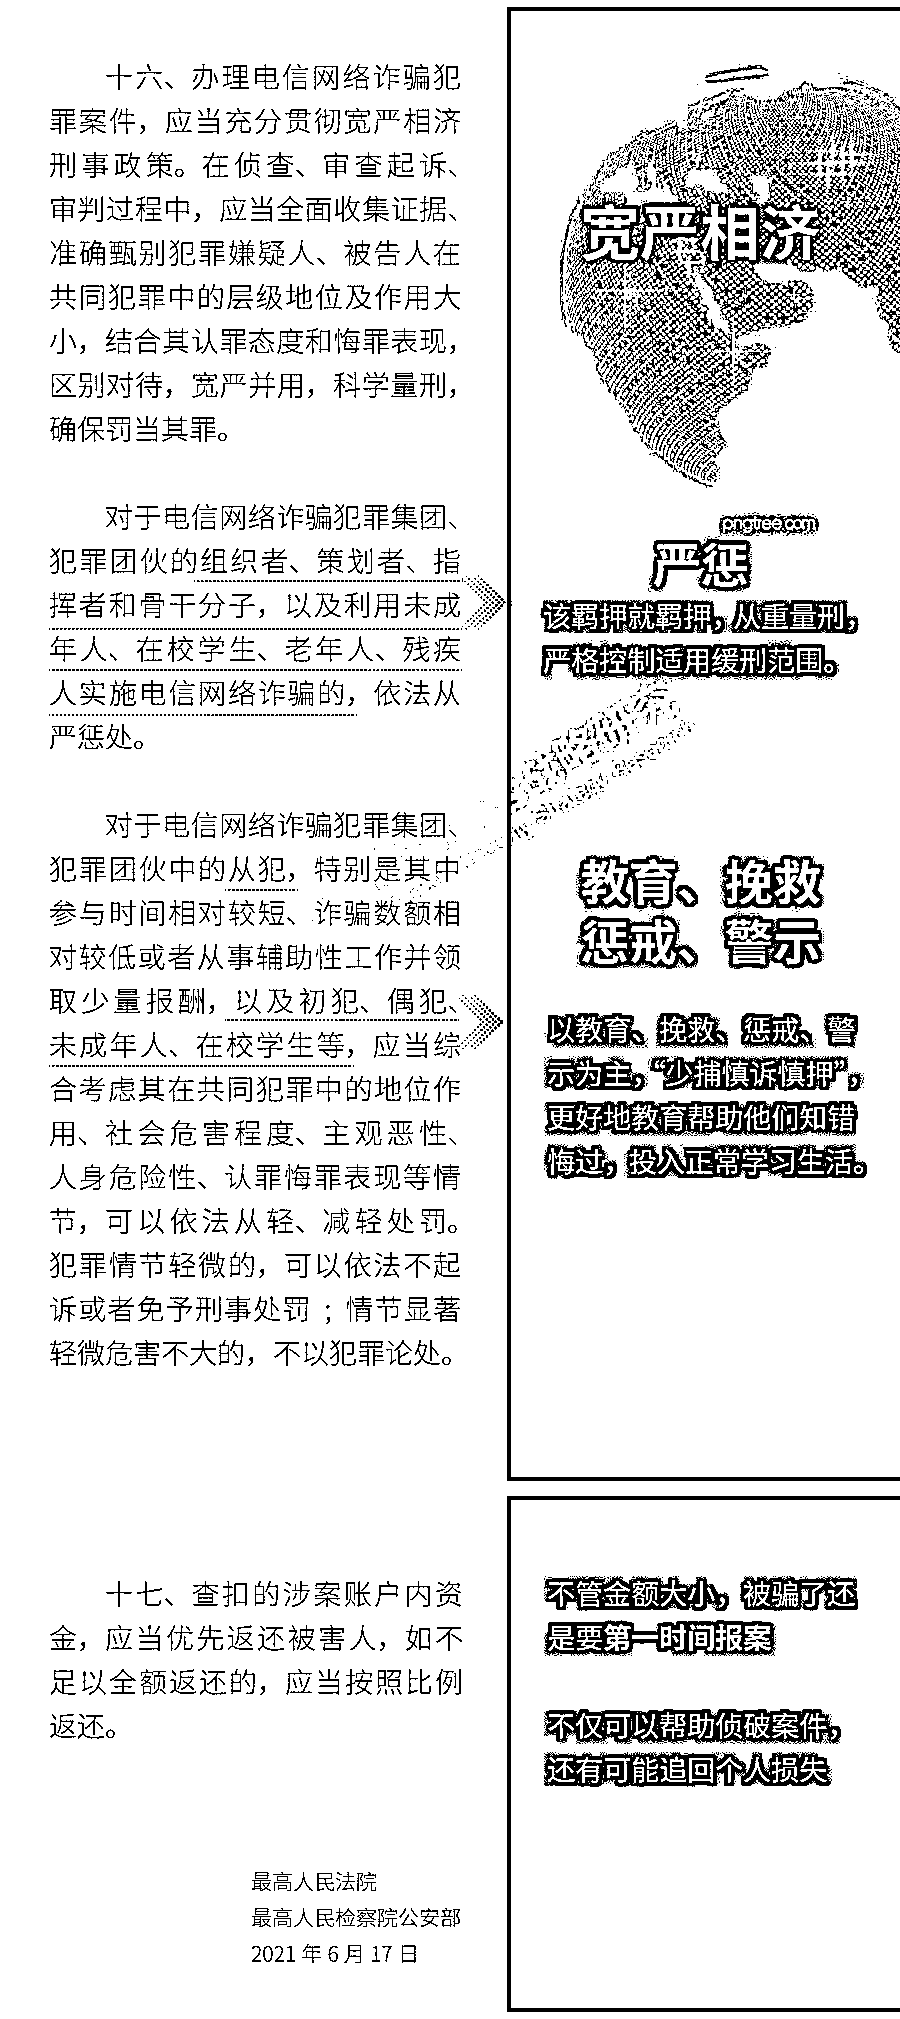 十六、办理电信网络诈骗犯
罪案件，应当充分贯彻宽严相济
刑事政策。在侦查、审查起诉、
审判过程中，应当全面收集证据、
准确甄别犯罪嫌疑人、被告人在
共同犯罪中的层级地位及作用大
小，结合其认罪态度和悔罪表现，
区别对待，宽严并用，科学量刑，
确保罚当其罪。
对于电信网络诈骗犯罪集团、
犯罪团伙的组织者、策划者、指
挥者和骨干分子，以及利用未成
年人、在校学生、老年人、残疾
人实施电信网络诈骗的，依法从
严惩处。
对于电信网络诈骗犯罪集团、
犯罪团伙中的从犯，特别是其中
参与时间相对较短、诈骗数额相
对较低或者从事辅助性工作并领
取少量报酬，以及初犯、偶犯、
未成年人、在校学生等，应当综
合考虑其在共同犯罪中的地位作
用、社会危害程度、主观恶性、
人身危险性、认罪悔罪表现等情
节，可以依法从轻、减轻处罚。
犯罪情节轻微的，可以依法不起
诉或者免予刑事处罚；情节显著
轻微危害不大的，不以犯罪论处。
宽严相济
pngtree.com
严惩
该羁押就羁押，从重量刑，
严格控制适用缓刑范围。
教育、挽救
惩戒、警示
以教育、挽救、惩戒、警
示为主，“少捕慎诉慎押”，
更好地教育帮助他们知错
悔过，投入正常学习生活。
十七、查扣的涉案账户内资
金，应当优先返还被害人，如不
足以全额返还的，应当按照比例
返还。
最高人民法院
最高人民检察院公安部
2021 年 6 月 17 日
不管金额大小，被骗了还
是要第一时间报案
不仅可以帮助侦破案件，
还有可能追回个人损失